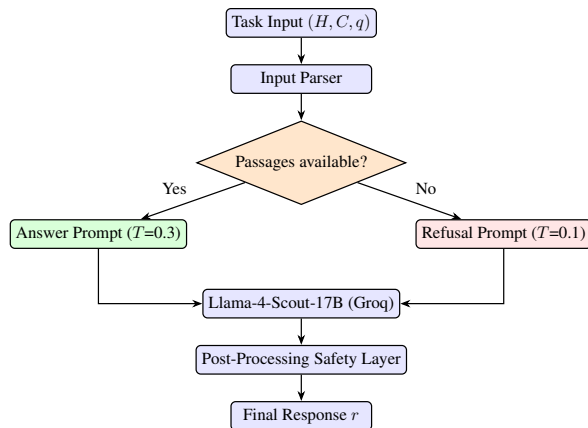 Task Input (H, C, q)
Input Parser
Passages available?
Yes
No
Answer Prompt (T=0.3)
Refusal Prompt (T=0.1)
Llama-4-Scout-17B (Groq)
Post-Processing Safety Layer
Final Response r